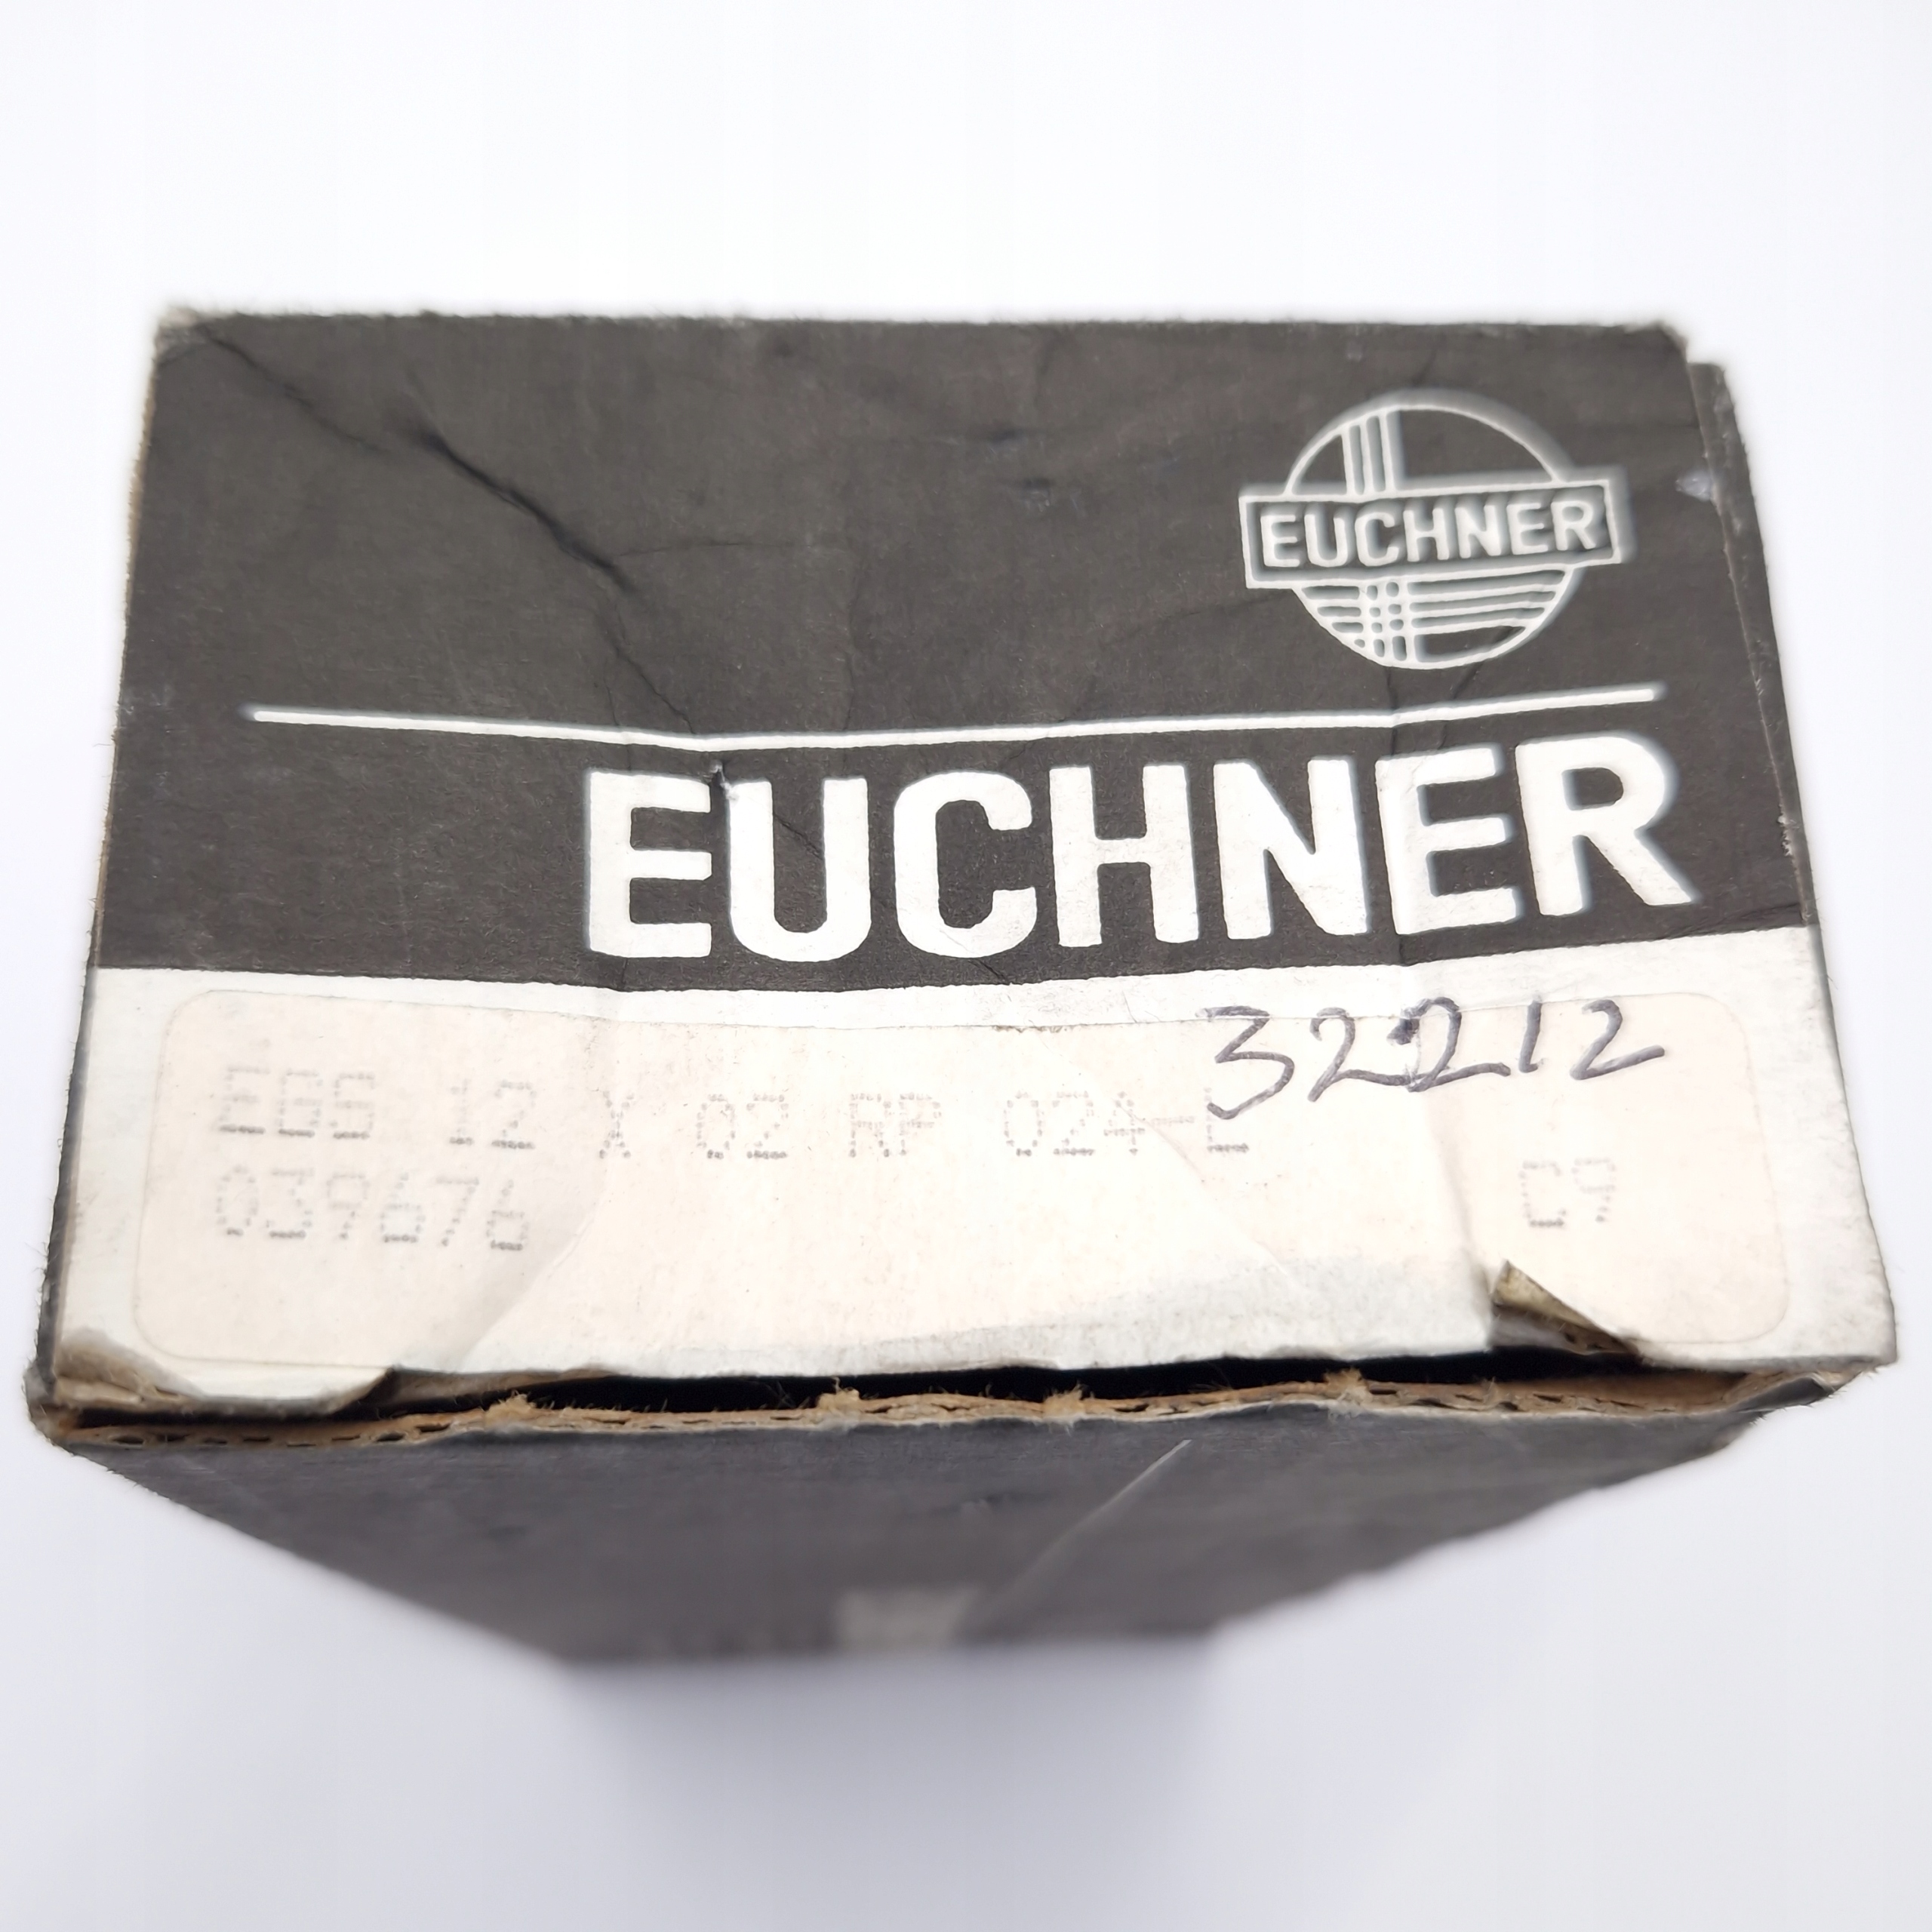 EUCHNER
EUCHNER
32212
EGS 12 X 02 RP 024-L
039676 C9